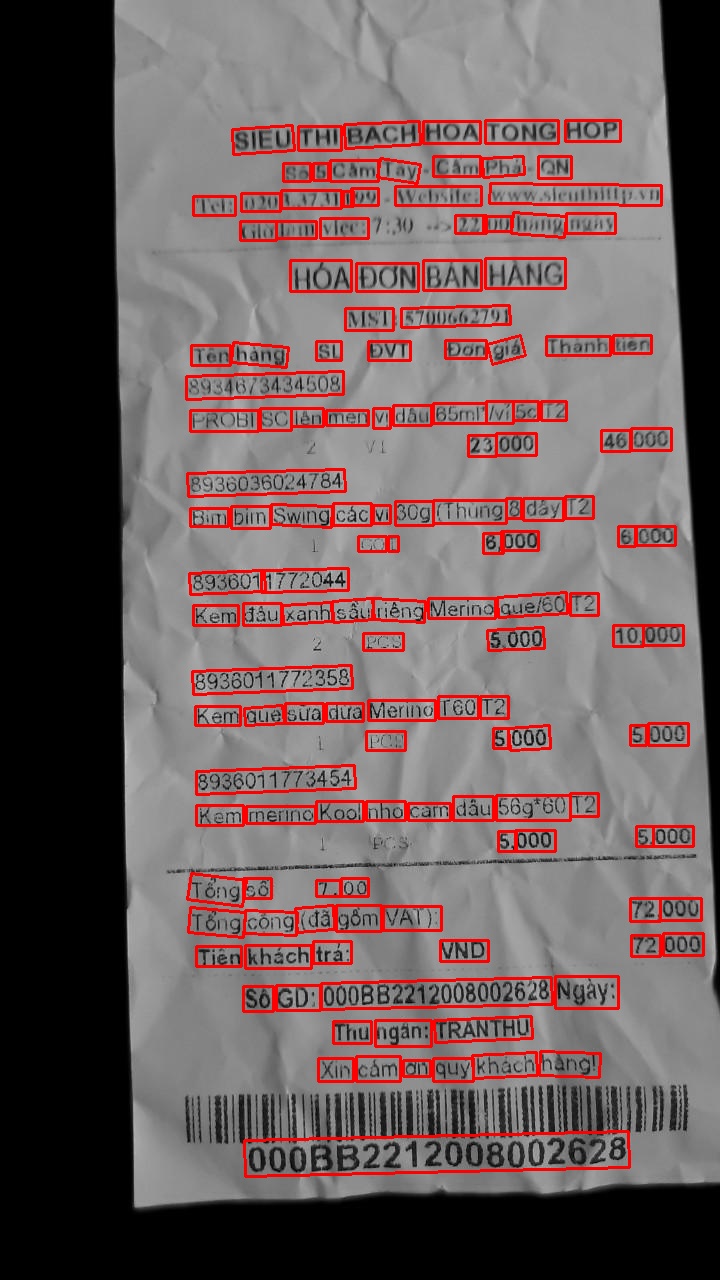 SIEU THI BACH HOA TONG HOP
Số 5 Cẩm Tây - Cẩm Phả - QN
Tel: 020 3.37.31 199 - Website: www.sieuthittp.vn
Giờ làm việc: 7:30 --> 22:00 hàng ngày
HÓA ĐƠN BÁN HÀNG
MST: 5700662791
Tên hàng SL ĐVT Đơn giá Thành tiền
8934673434508
PROBI SC lên men vị dâu 65ml*/vỉ 5c T2
2 VI 23,000 46,000
8936036024784
Bim bim Swing các vị 30g (Thùng 8 dây T2
1 GOI 6,000 6,000
8936011772044
Kem đậu xanh sầu riêng Merino que/60 T2
2 PCS 5,000 10,000
8936011772358
Kem que sữa dừa Merino T60 T2
1 PCS 5,000 5,000
8936011773454
Kem merino Kool nho cam dâu 56g*60 T2
1 PCS 5,000 5,000
Tổng số 7.00
Tổng cộng (đã gồm VAT): 72,000
Tiền khách trả: VND 72,000
Số GD: 000BB2212008002628 Ngày:
Thu ngân: TRANTHU
Xin cảm ơn quý khách hàng!
000BB2212008002628